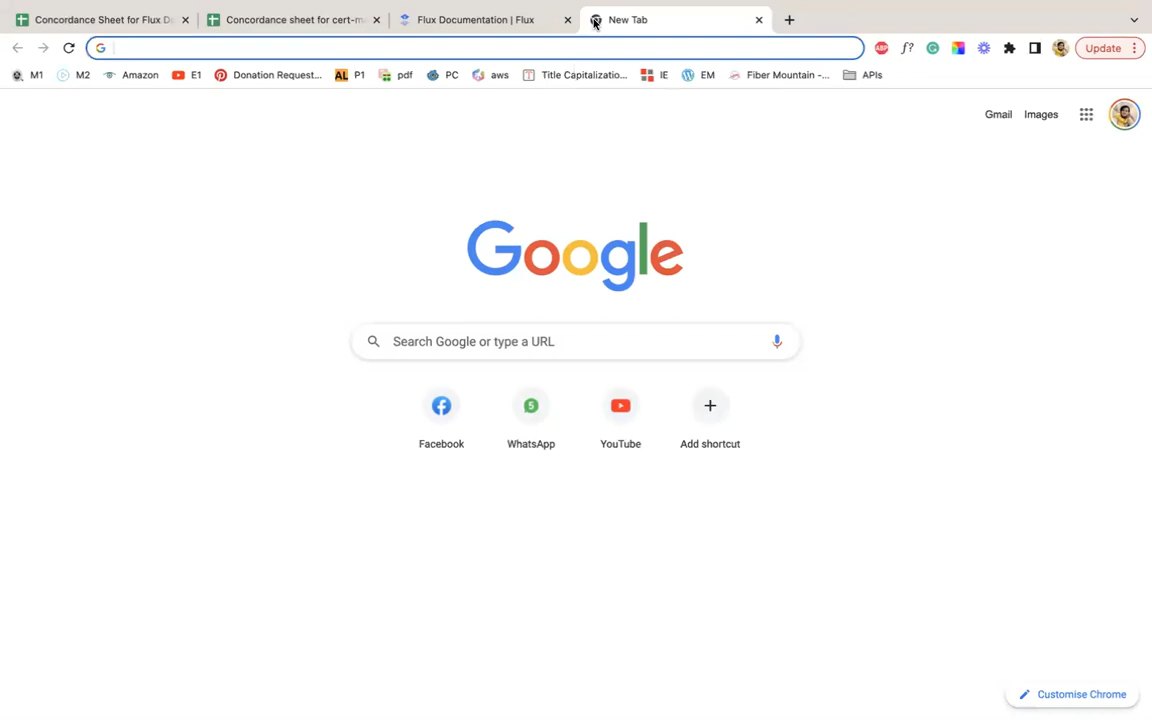 Concordance Sheet for Flux D
Concordance sheet for cert-m
Flux Documentation | Flux
New Tab
Update
M1
M2
Amazon
E1
Donation Request...
P1
pdf
PC
aws
Title Capitalizatio...
IE
EM
Fiber Mountain -...
APIs
Gmail
Images
Google
Search Google or type a URL
Facebook
WhatsApp
YouTube
Add shortcut
Customise Chrome